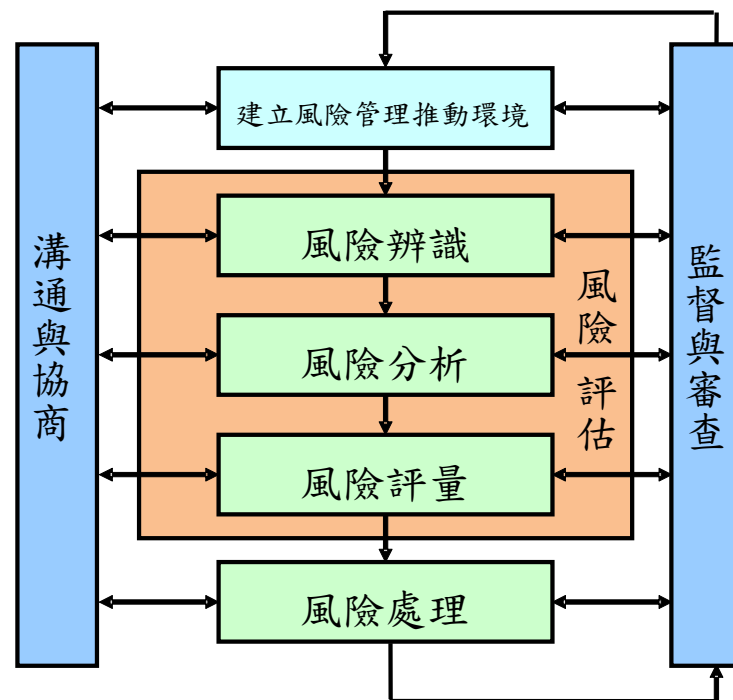 建立風險管理推動環境
溝通與協商
風險辨識
風險分析
風險評量
風險評估
監督與審查
風險處理